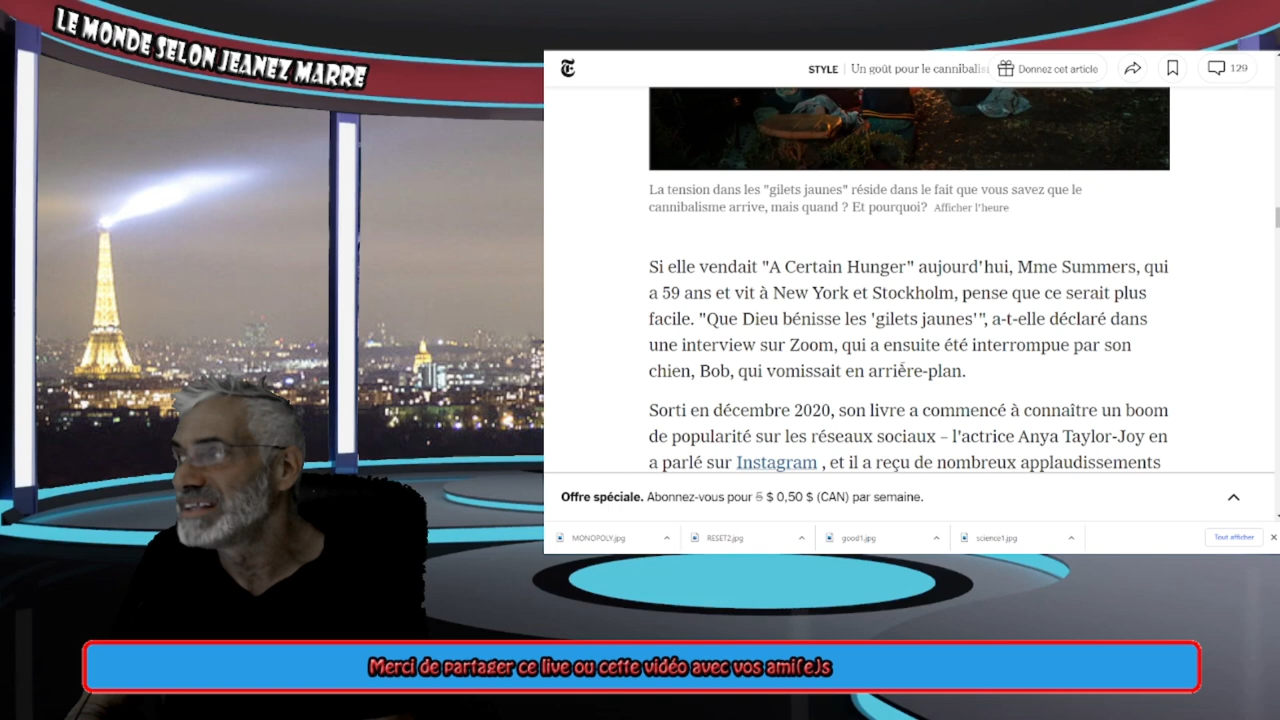 LE MONDE SELON JEANEZ MARRE
STYLE | Un goût pour le cannibalis
Donnez cet article
129
La tension dans les "gilets jaunes" réside dans le fait que vous savez que le
cannibalisme arrive, mais quand ? Et pourquoi? Afficher l'heure
Si elle vendait "A Certain Hunger" aujourd'hui, Mme Summers, qui
a 59 ans et vit à New York et Stockholm, pense que ce serait plus
facile. "Que Dieu bénisse les 'gilets jaunes'", a-t-elle déclaré dans
une interview sur Zoom, qui a ensuite été interrompue par son
chien, Bob, qui vomissait en arrière-plan.
Sorti en décembre 2020, son livre a commencé à connaître un boom
de popularité sur les réseaux sociaux – l'actrice Anya Taylor-Joy en
a parlé sur Instagram , et il a reçu de nombreux applaudissements
Offre spéciale. Abonnez-vous pour 5 $ 0,50 $ (CAN) par semaine.
MONOPOLY.jpg
RESET2.jpg
good1.jpg
science1.jpg
Tout afficher
Merci de partager ce live ou cette vidéo avec vos ami(e)s